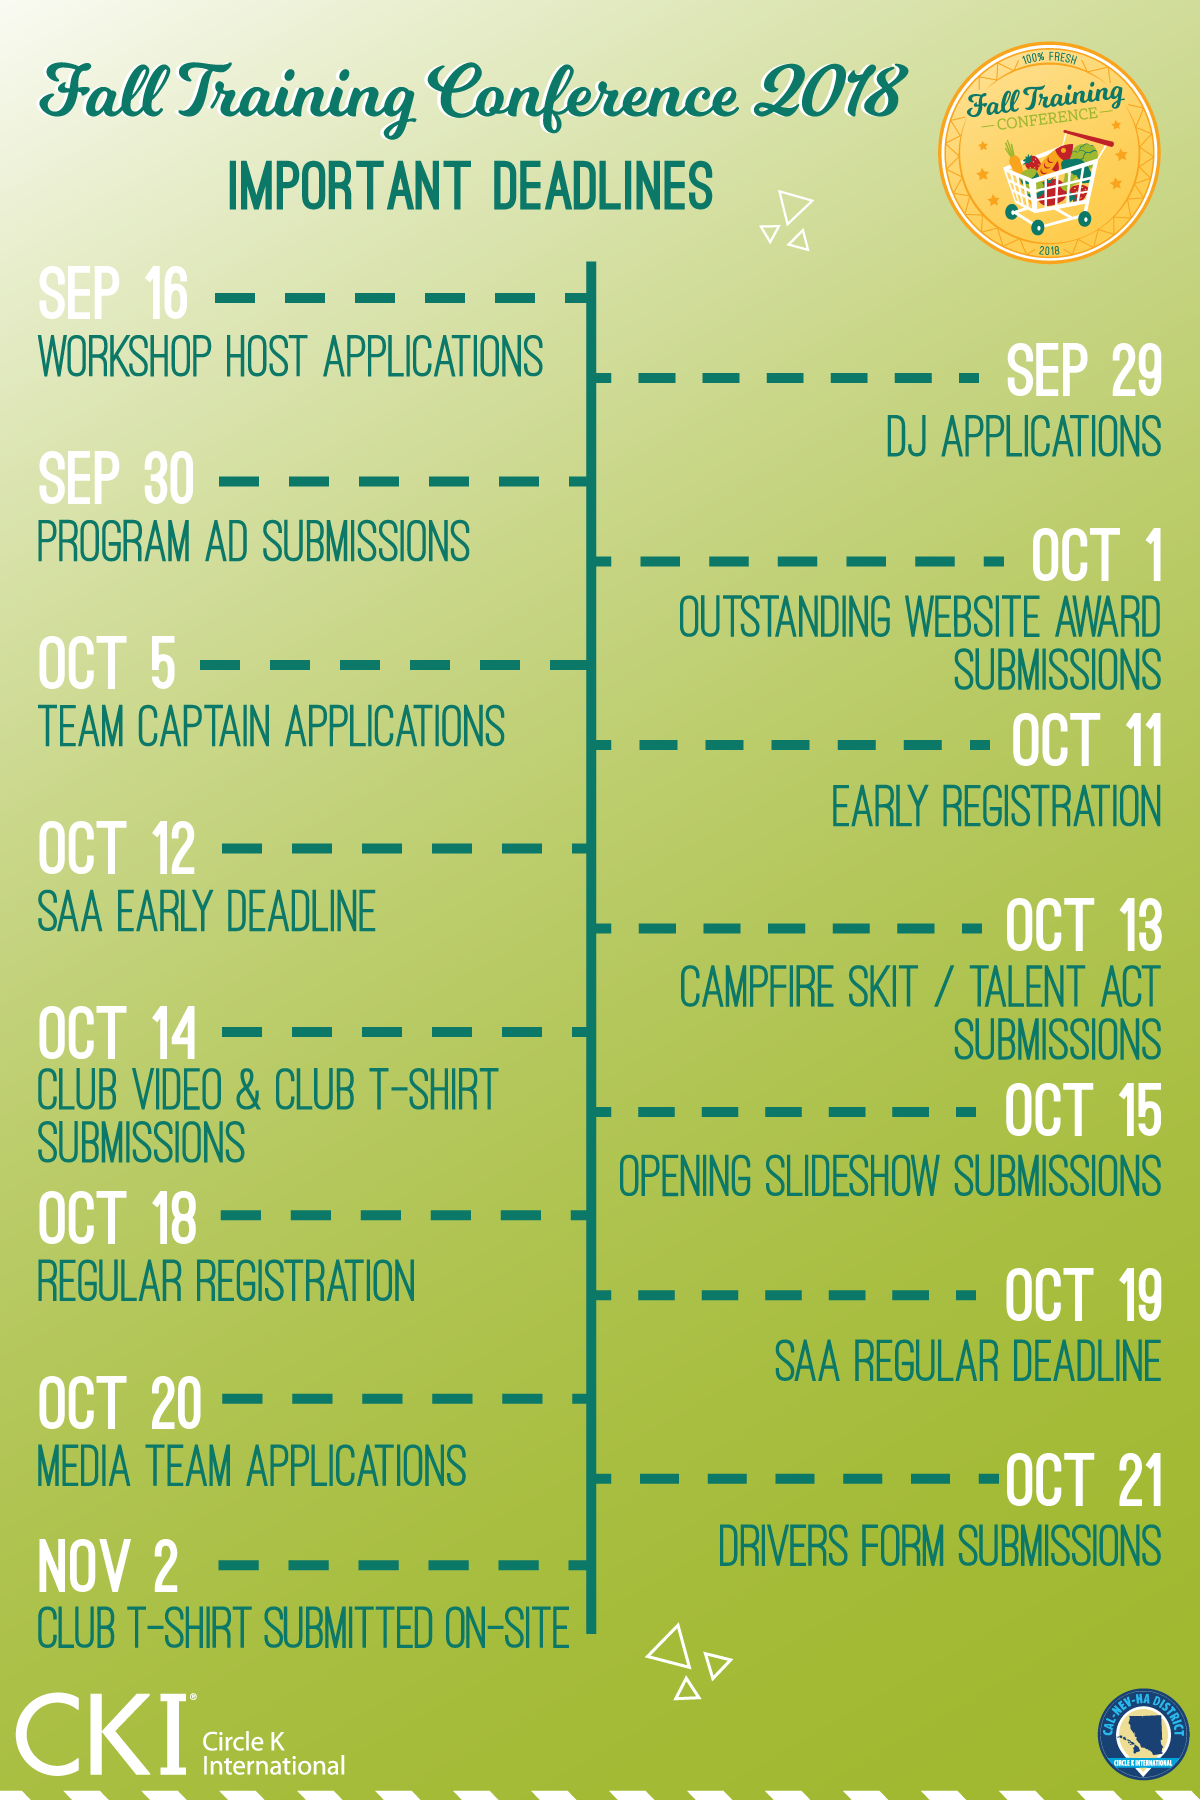 Fall Training Conference 2018
IMPORTANT DEADLINES
100% FRESH
Fall Training
CONFERENCE
2018
SEP 16
WORKSHOP HOST APPLICATIONS
SEP 29
DJ APPLICATIONS
SEP 30
PROGRAM AD SUBMISSIONS
OCT 1
OUTSTANDING WEBSITE AWARD
SUBMISSIONS
OCT 5
TEAM CAPTAIN APPLICATIONS
OCT 11
EARLY REGISTRATION
OCT 12
SAA EARLY DEADLINE
OCT 13
CAMPFIRE SKIT / TALENT ACT
SUBMISSIONS
OCT 14
CLUB VIDEO & CLUB T-SHIRT
SUBMISSIONS
OCT 15
OPENING SLIDESHOW SUBMISSIONS
OCT 18
REGULAR REGISTRATION
OCT 19
SAA REGULAR DEADLINE
OCT 20
MEDIA TEAM APPLICATIONS
OCT 21
DRIVERS FORM SUBMISSIONS
NOV 2
CLUB T-SHIRT SUBMITTED ON-SITE
CKI®
Circle K
International
CAL-NEV-HA DISTRICT
CIRCLE K INTERNATIONAL